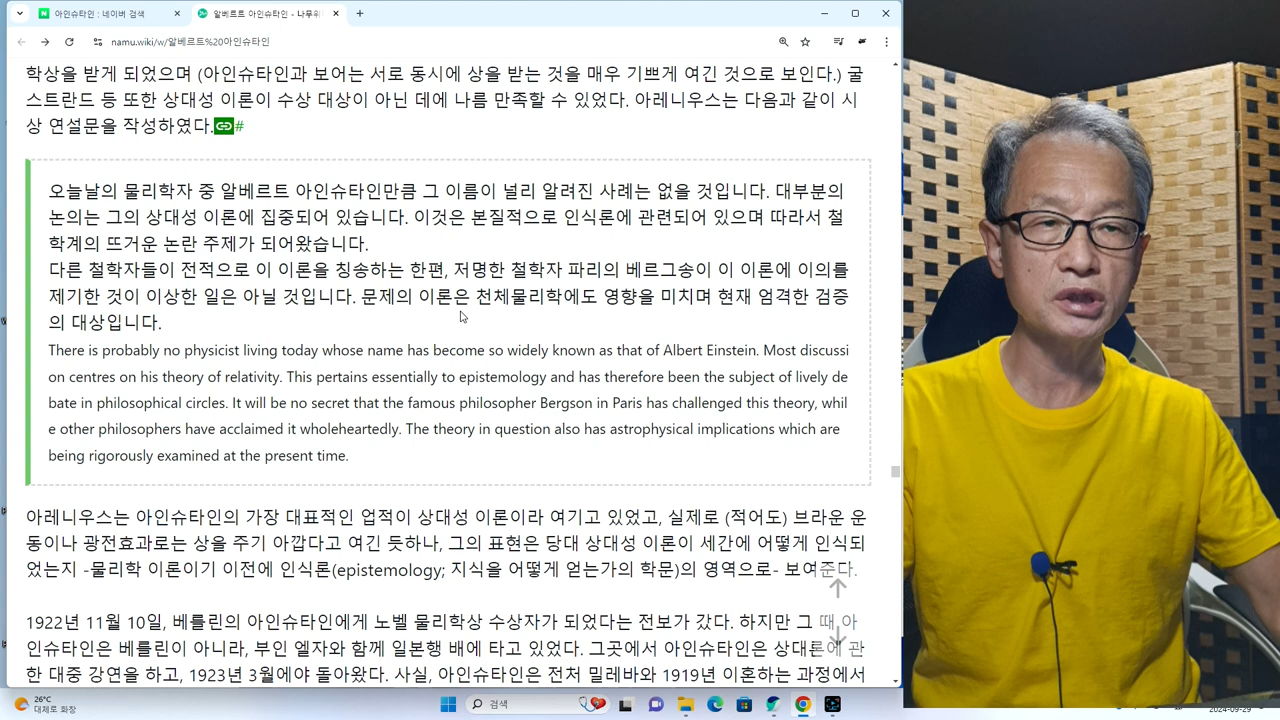 아인슈타인 : 네이버 검색
알베르트 아인슈타인 - 나무위
namu.wiki/w/알베르트%20아인슈타인
학상을 받게 되었으며 (아인슈타인과 보어는 서로 동시에 상을 받는 것을 매우 기쁘게 여긴 것으로 보인다.) 굴
스트란드 등 또한 상대성 이론이 수상 대상이 아닌 데에 나름 만족할 수 있었다. 아레니우스는 다음과 같이 시
상 연설문을 작성하였다.#
오늘날의 물리학자 중 알베르트 아인슈타인만큼 그 이름이 널리 알려진 사례는 없을 것입니다. 대부분의
논의는 그의 상대성 이론에 집중되어 있습니다. 이것은 본질적으로 인식론에 관련되어 있으며 따라서 철
학계의 뜨거운 논란 주제가 되어왔습니다.
다른 철학자들이 전적으로 이 이론을 칭송하는 한편, 저명한 철학자 파리의 베르그송이 이 이론에 이의를
제기한 것이 이상한 일은 아닐 것입니다. 문제의 이론은 천체물리학에도 영향을 미치며 현재 엄격한 검증
의 대상입니다.
There is probably no physicist living today whose name has become so widely known as that of Albert Einstein. Most discussi
on centres on his theory of relativity. This pertains essentially to epistemology and has therefore been the subject of lively de
bate in philosophical circles. It will be no secret that the famous philosopher Bergson in Paris has challenged this theory, whil
e other philosophers have acclaimed it wholeheartedly. The theory in question also has astrophysical implications which are
being rigorously examined at the present time.
아레니우스는 아인슈타인의 가장 대표적인 업적이 상대성 이론이라 여기고 있었고, 실제로 (적어도) 브라운 운
동이나 광전효과로는 상을 주기 아깝다고 여긴 듯하나, 그의 표현은 당대 상대성 이론이 세간에 어떻게 인식되
었는지 -물리학 이론이기 이전에 인식론(epistemology; 지식을 어떻게 얻는가의 학문)의 영역으로- 보여준다.
1922년 11월 10일, 베를린의 아인슈타인에게 노벨 물리학상 수상자가 되었다는 전보가 갔다. 하지만 그 때 아
인슈타인은 베를린이 아니라, 부인 엘자와 함께 일본행 배에 타고 있었다. 그곳에서 아인슈타인은 상대론에 관
한 대중 강연을 하고, 1923년 3월에야 돌아왔다. 사실, 아인슈타인은 전처 밀레바와 1919년 이혼하는 과정에서
26°C
대체로 화창
검색
2024-09-29